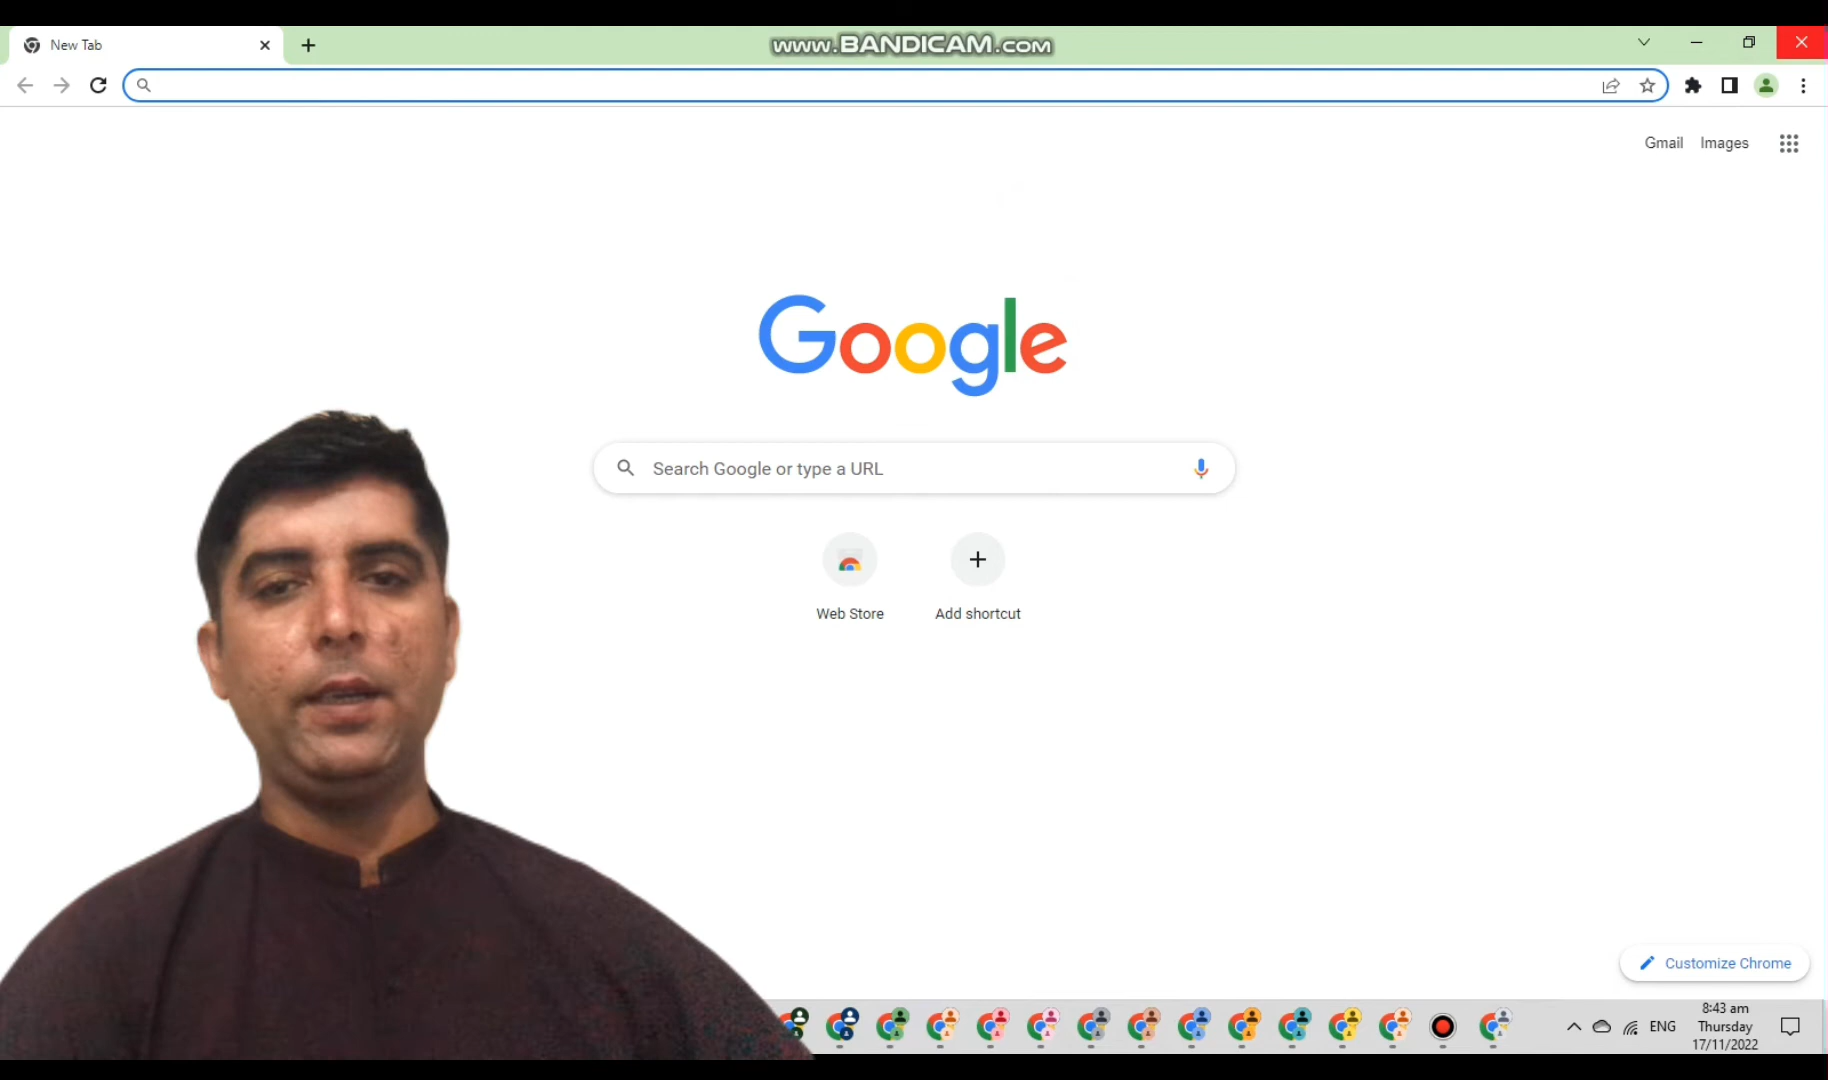 New Tab
www.BANDICAM.com
Gmail Images
Google
Search Google or type a URL
Web Store
Add shortcut
Customize Chrome
8:43 am
ENG
Thursday
17/11/2022